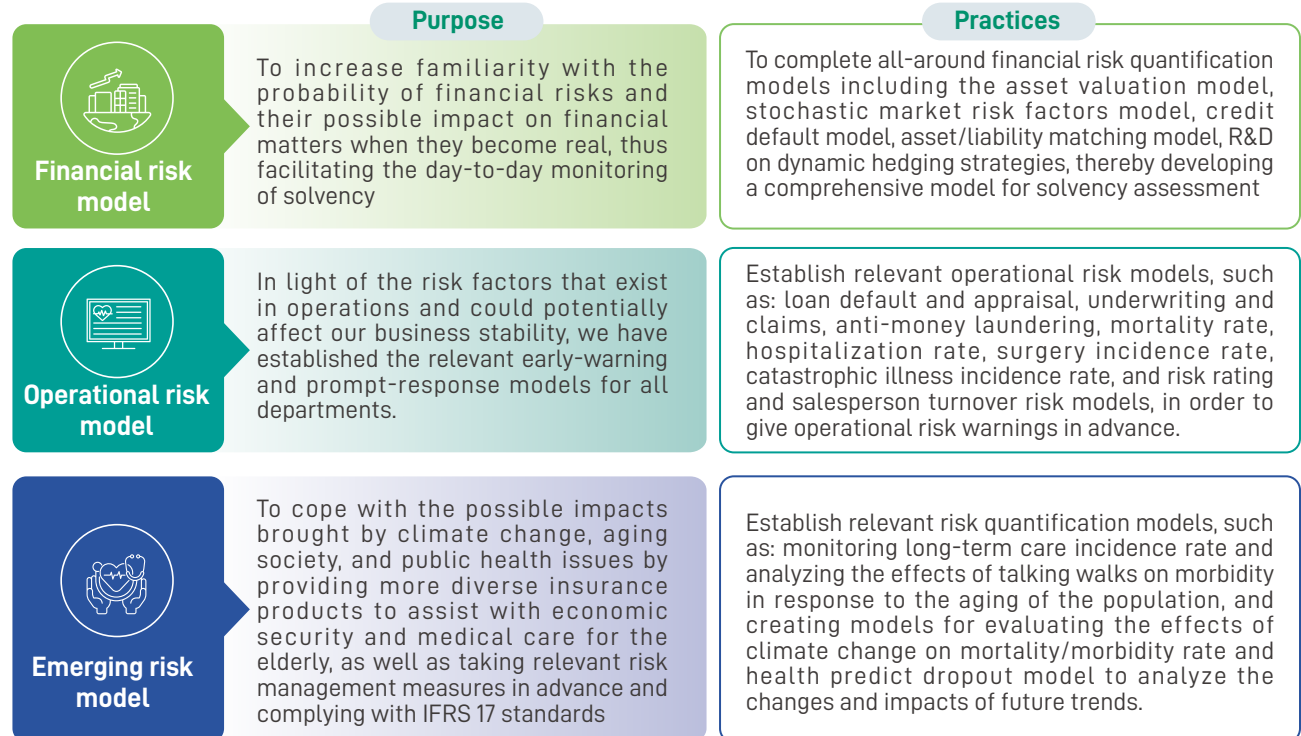 Purpose
Practices
Financial risk
model
To increase familiarity with the
probability of financial risks and
their possible impact on financial
matters when they become real, thus
facilitating the day-to-day monitoring
of solvency
To complete all-around financial risk quantification
models including the asset valuation model,
stochastic market risk factors model, credit
default model, asset/liability matching model, R&D
on dynamic hedging strategies, thereby developing
a comprehensive model for solvency assessment
Operational risk
model
In light of the risk factors that exist
in operations and could potentially
affect our business stability, we have
established the relevant early-warning
and prompt-response models for all
departments.
Establish relevant operational risk models, such
as: loan default and appraisal, underwriting and
claims, anti-money laundering, mortality rate,
hospitalization rate, surgery incidence rate,
catastrophic illness incidence rate, and risk rating
and salesperson turnover risk models, in order to
give operational risk warnings in advance.
Emerging risk
model
To cope with the possible impacts
brought by climate change, aging
society, and public health issues by
providing more diverse insurance
products to assist with economic
security and medical care for the
elderly, as well as taking relevant risk
management measures in advance and
complying with IFRS 17 standards
Establish relevant risk quantification models, such
as: monitoring long-term care incidence rate and
analyzing the effects of talking walks on morbidity
in response to the aging of the population, and
creating models for evaluating the effects of
climate change on mortality/morbidity rate and
health predict dropout model to analyze the
changes and impacts of future trends.